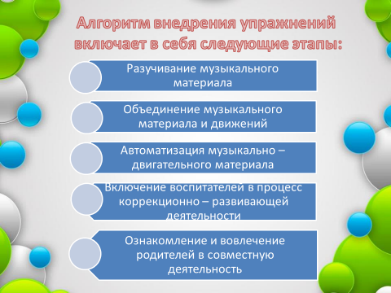 Алгоритм внедрения упражнений
включает в себя следующие этапы:
Разучивание музыкального
материала
Объединение музыкального
материала и движений
Автоматизация музыкально –
двигательного материала
Включение воспитателей в процесс
коррекционно – развивающей
деятельности
Ознакомление и вовлечение
родителей в совместную
деятельность